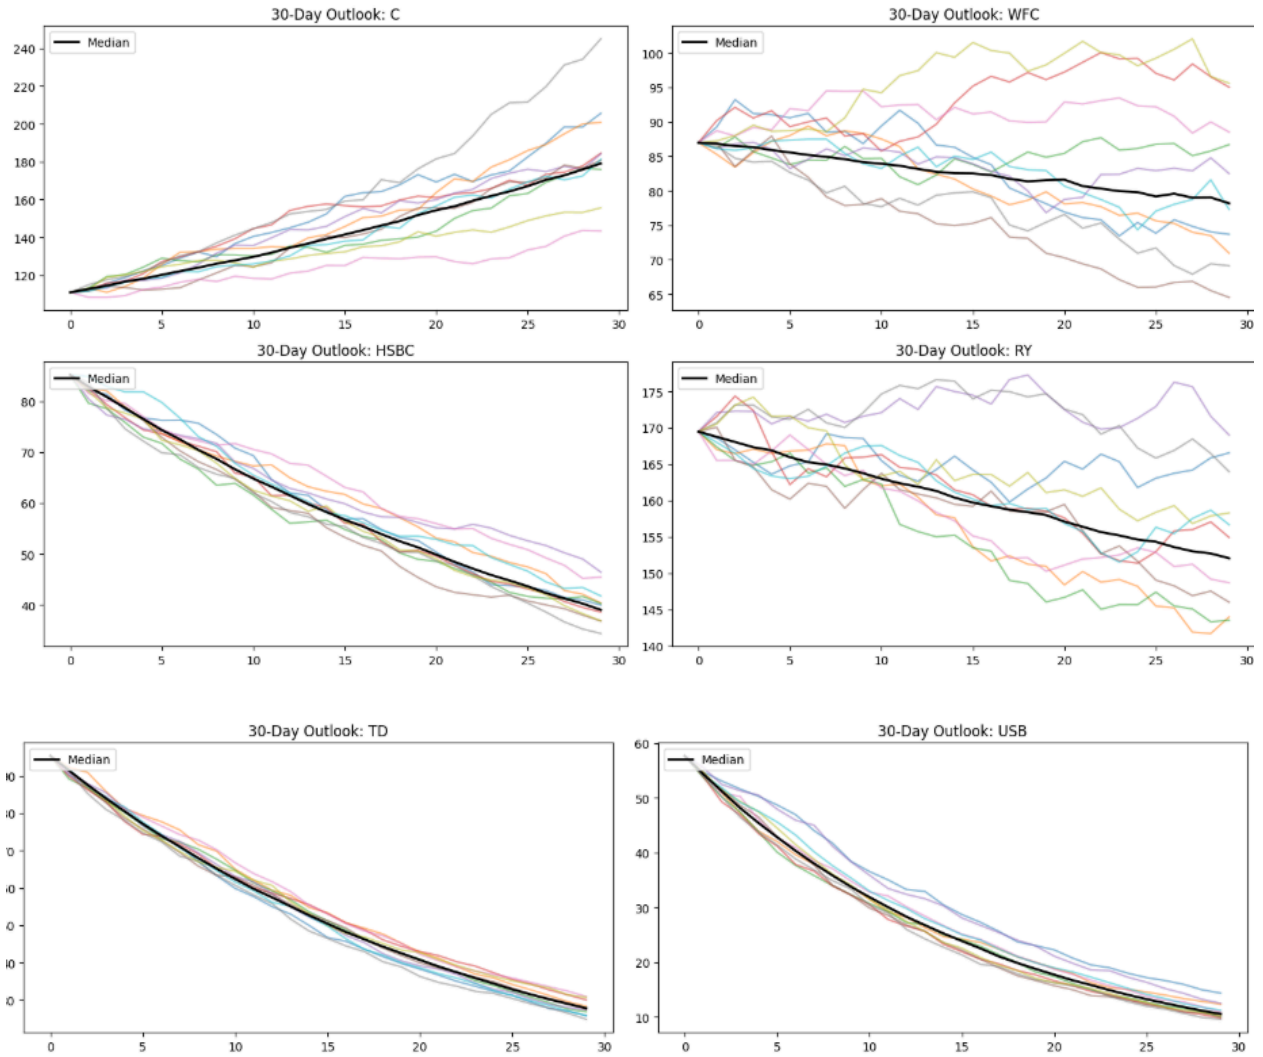 30-Day Outlook: C
Median
240
220
200
180
160
140
120
0 5 10 15 20 25 30
30-Day Outlook: WFC
Median
100
95
90
85
80
75
70
65
0 5 10 15 20 25 30
30-Day Outlook: HSBC
Median
80
70
60
50
40
0 5 10 15 20 25 30
30-Day Outlook: RY
Median
175
170
165
160
155
150
145
140
0 5 10 15 20 25 30
30-Day Outlook: TD
Median
0 5 10 15 20 25 30
30-Day Outlook: USB
Median
60
50
40
30
20
10
0 5 10 15 20 25 30